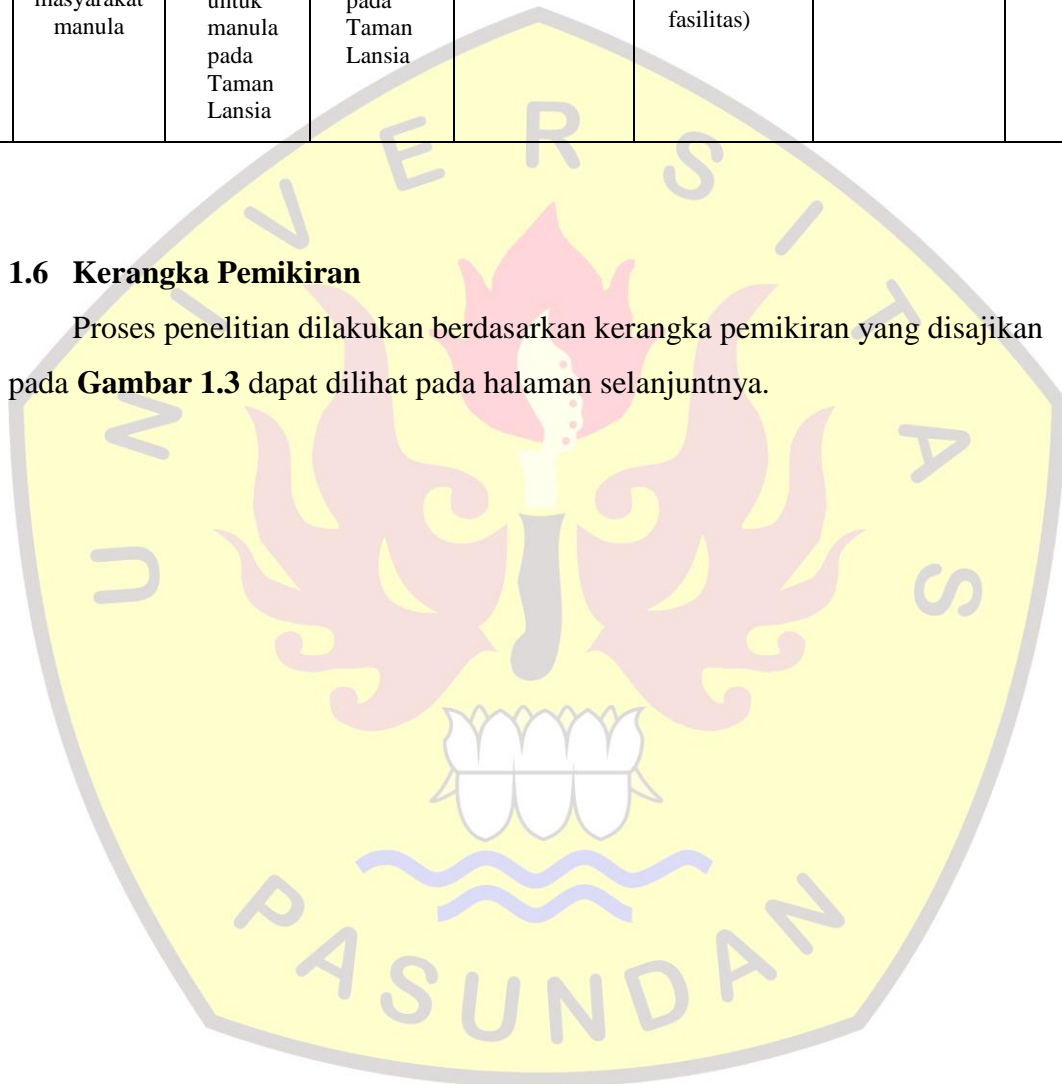 masyarakat
manula
untuk
manula
pada
Taman
Lansia
pada
Taman
Lansia
fasilitas)
1.6 Kerangka Pemikiran
Proses penelitian dilakukan berdasarkan kerangka pemikiran yang disajikan
pada Gambar 1.3 dapat dilihat pada halaman selanjuntnya.
UNIVERSITAS
PASUNDAN